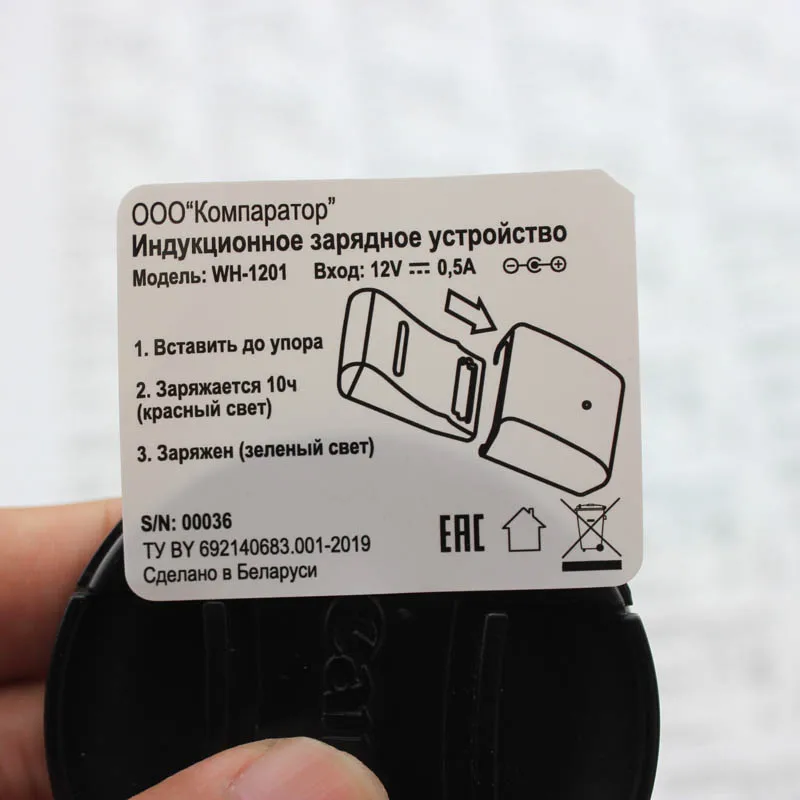 ООО“Компаратор”
Индукционное зарядное устройство
Модель: WH-1201 Вход: 12V ⎓ 0,5A
1. Вставить до упора
2. Заряжается 10ч
(красный свет)
3. Заряжен (зеленый свет)
S/N: 00036
ТУ BY 692140683.001-2019
Сделано в Беларуси
EAC